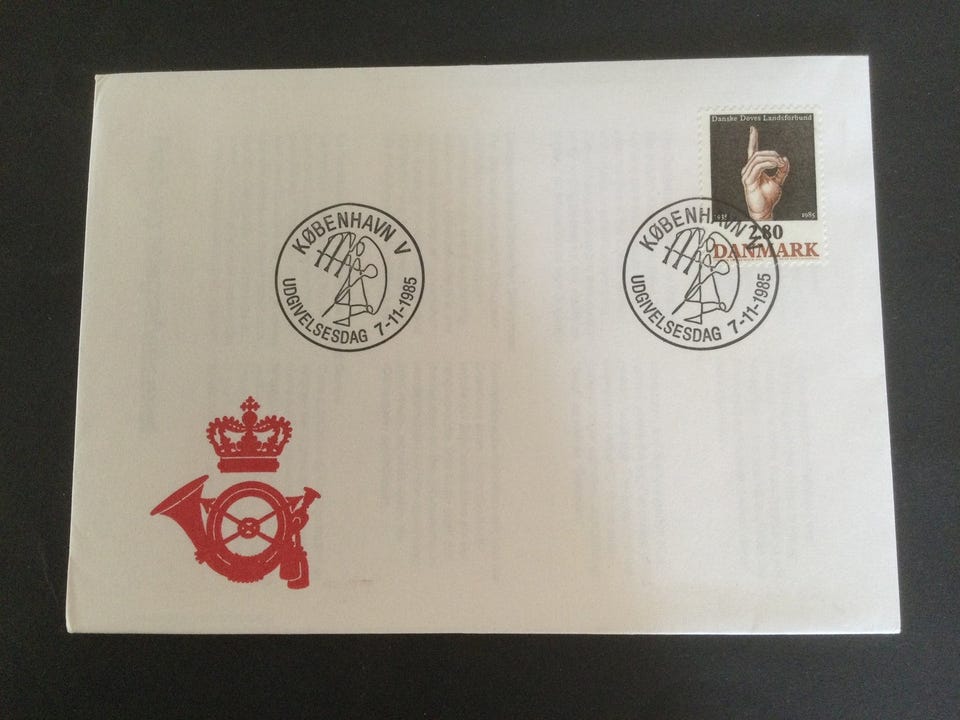 Danske Døves Landsforbund
1985
2.80
DANMARK
KØBENHAVN V
UDGIVELSESDAG 7-11-1985
KØBENHAVN V
UDGIVELSESDAG 7-11-1985